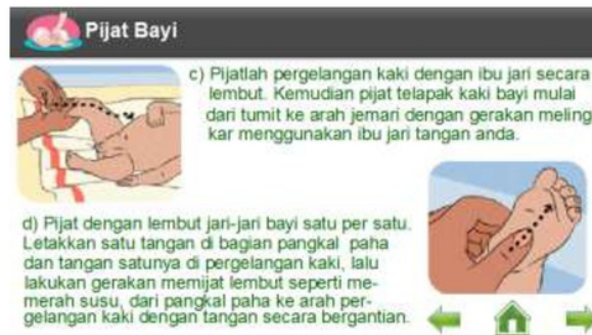 Pijat Bayi
c) Pijatlah pergelangan kaki dengan ibu jari secara
lembut. Kemudian pijat telapak kaki bayi mulai
dari tumit ke arah jemari dengan gerakan meling
kar menggunakan ibu jari tangan anda.
d) Pijat dengan lembut jari-jari bayi satu per satu.
Letakkan satu tangan di bagian pangkal paha
dan tangan satunya di pergelangan kaki, lalu
lakukan gerakan memijat lembut seperti me-
merah susu, dari pangkal paha ke arah per-
gelangan kaki dengan tangan secara bergantian.